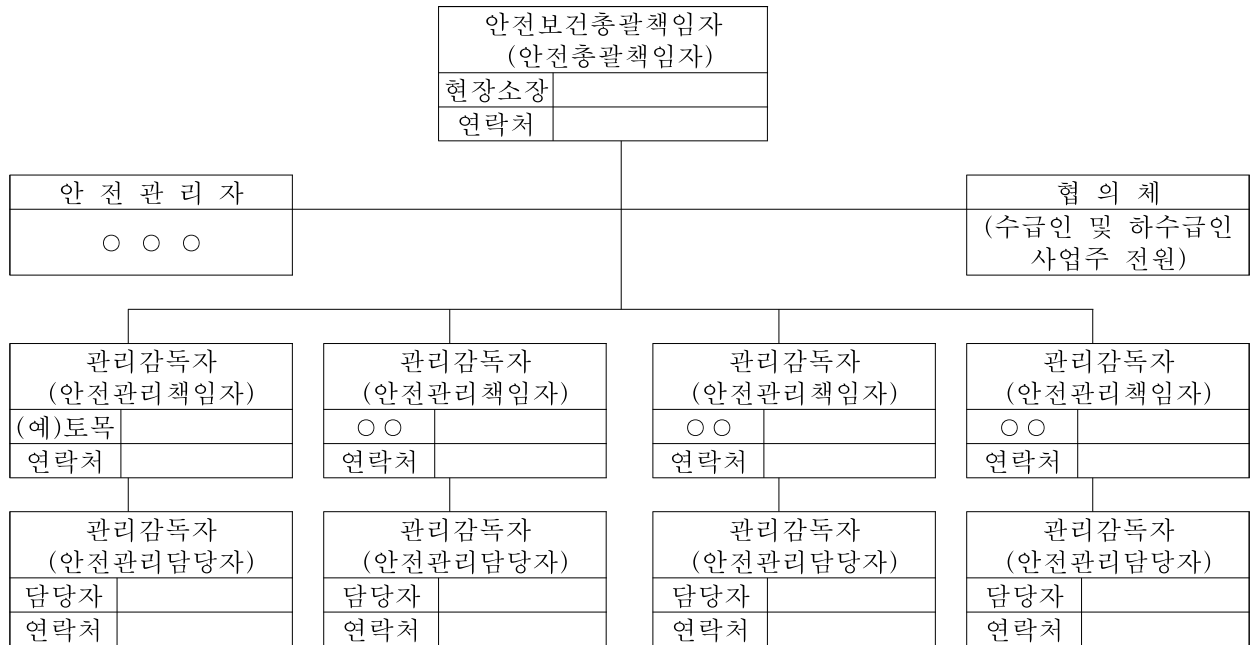 안전보건총괄책임자
(안전총괄책임자)
현장소장
연락처
안 전 관 리 자
○ ○ ○
협 의 체
(수급인 및 하수급인
사업주 전원)
관리감독자
(안전관리책임자)
(예)토목
연락처
관리감독자
(안전관리책임자)
○○
연락처
관리감독자
(안전관리책임자)
○○
연락처
관리감독자
(안전관리책임자)
○○
연락처
관리감독자
(안전관리담당자)
담당자
연락처
관리감독자
(안전관리담당자)
담당자
연락처
관리감독자
(안전관리담당자)
담당자
연락처
관리감독자
(안전관리담당자)
담당자
연락처